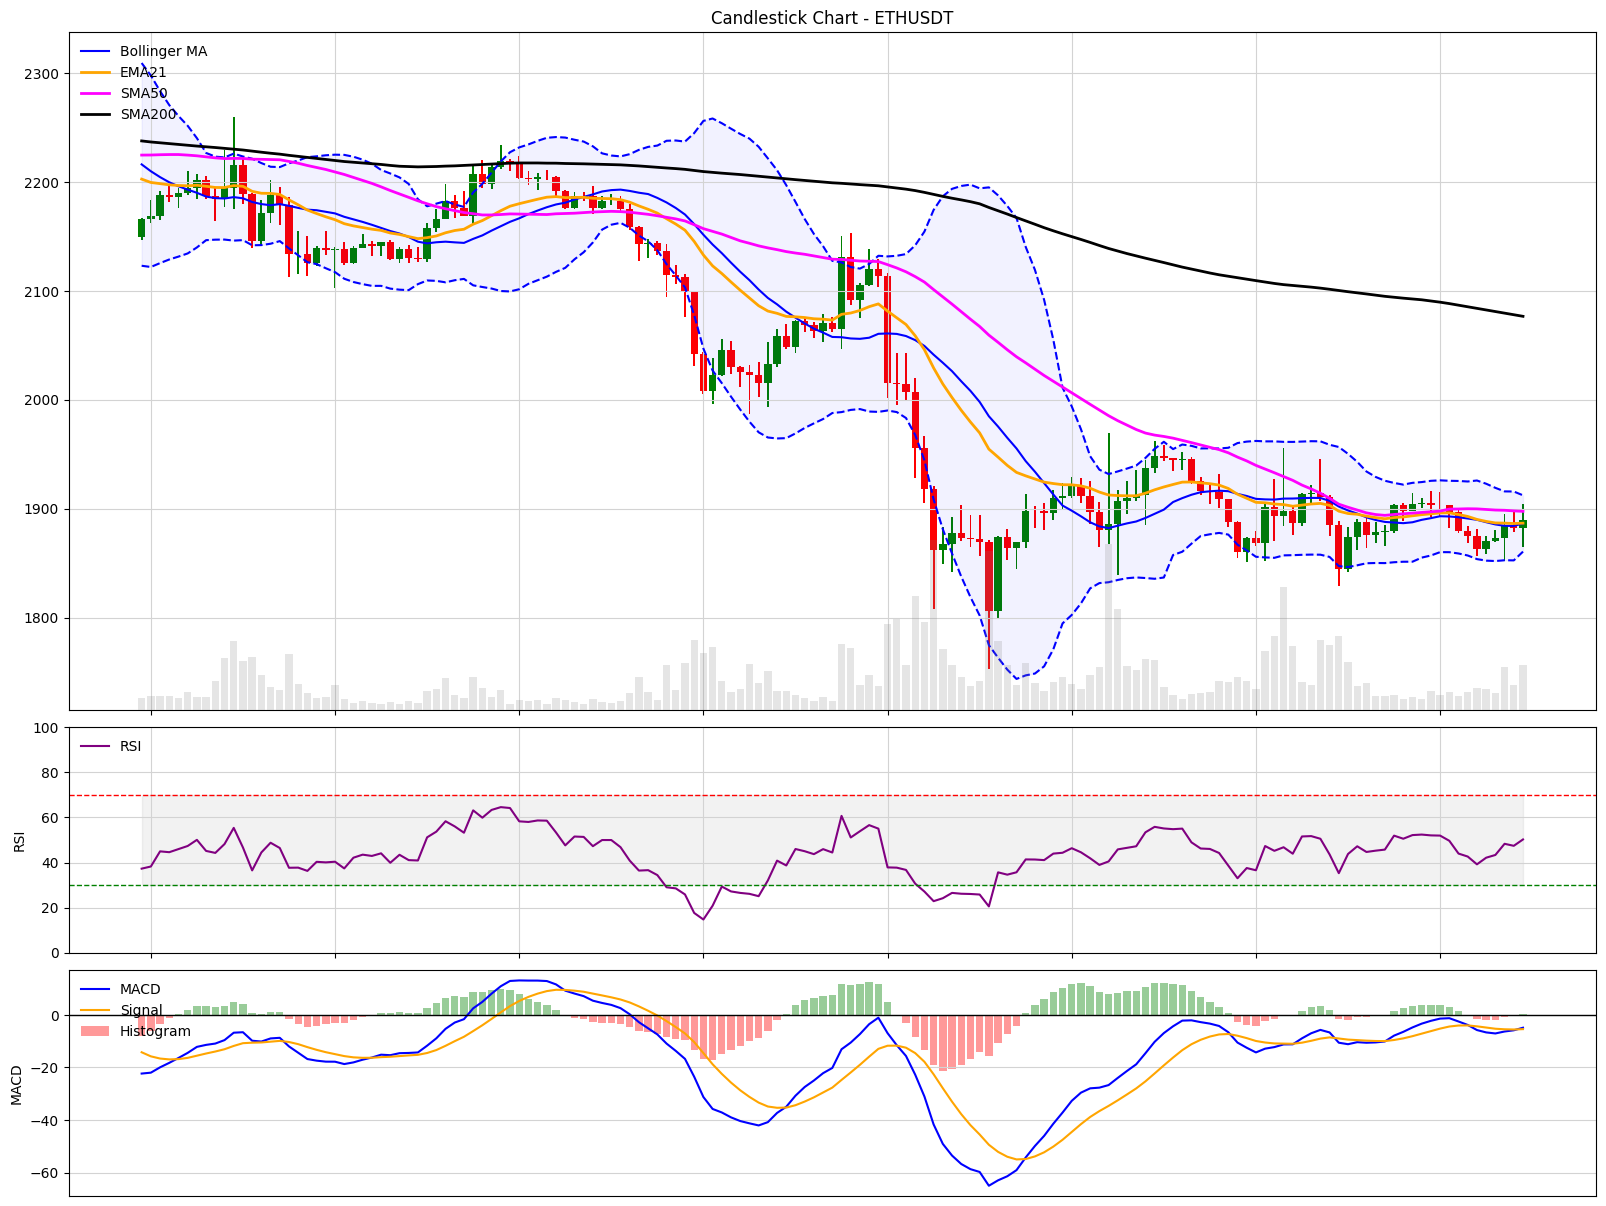 Candlestick Chart - ETHUSDT
Bollinger MA
EMA21
SMA50
SMA200
2300
2200
2100
2000
1900
1800
RSI
100
80
60
40
20
0
RSI
MACD
Signal
Histogram
0
−20
−40
−60
MACD